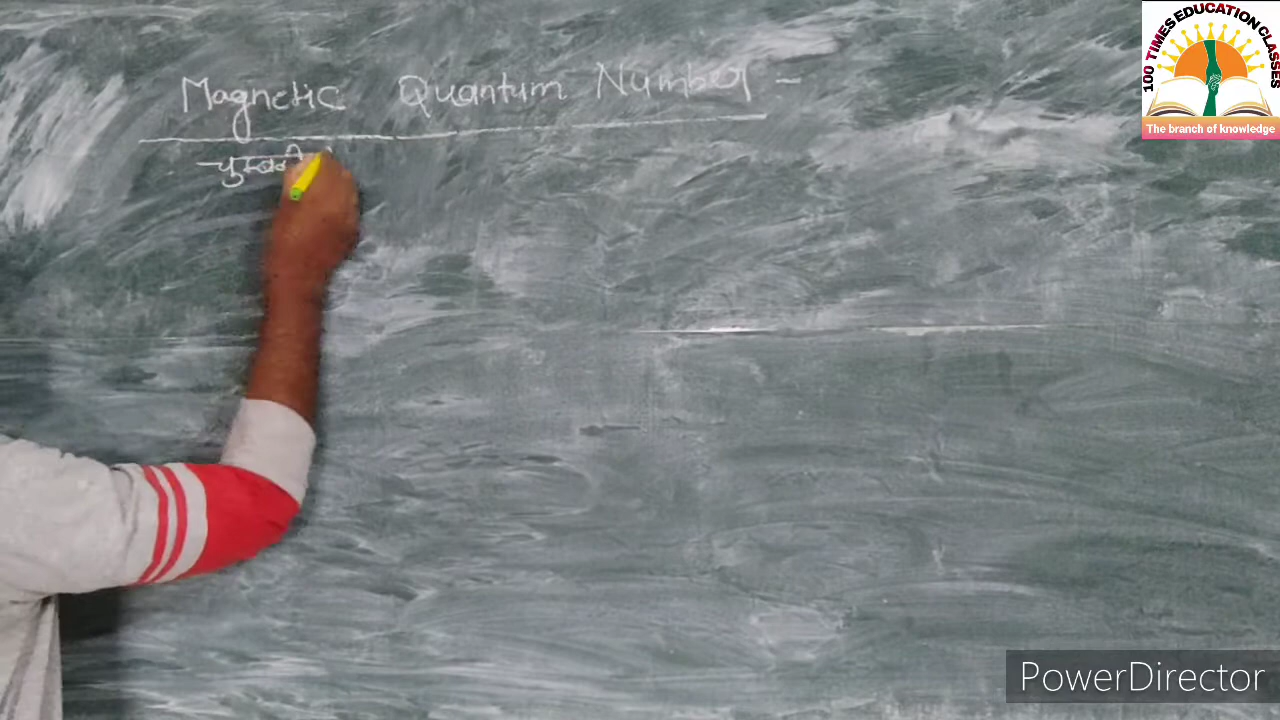 Magnetic Quantum Number -
100 TIMES EDUCATION CLASSES
The branch of knowledge
PowerDirector